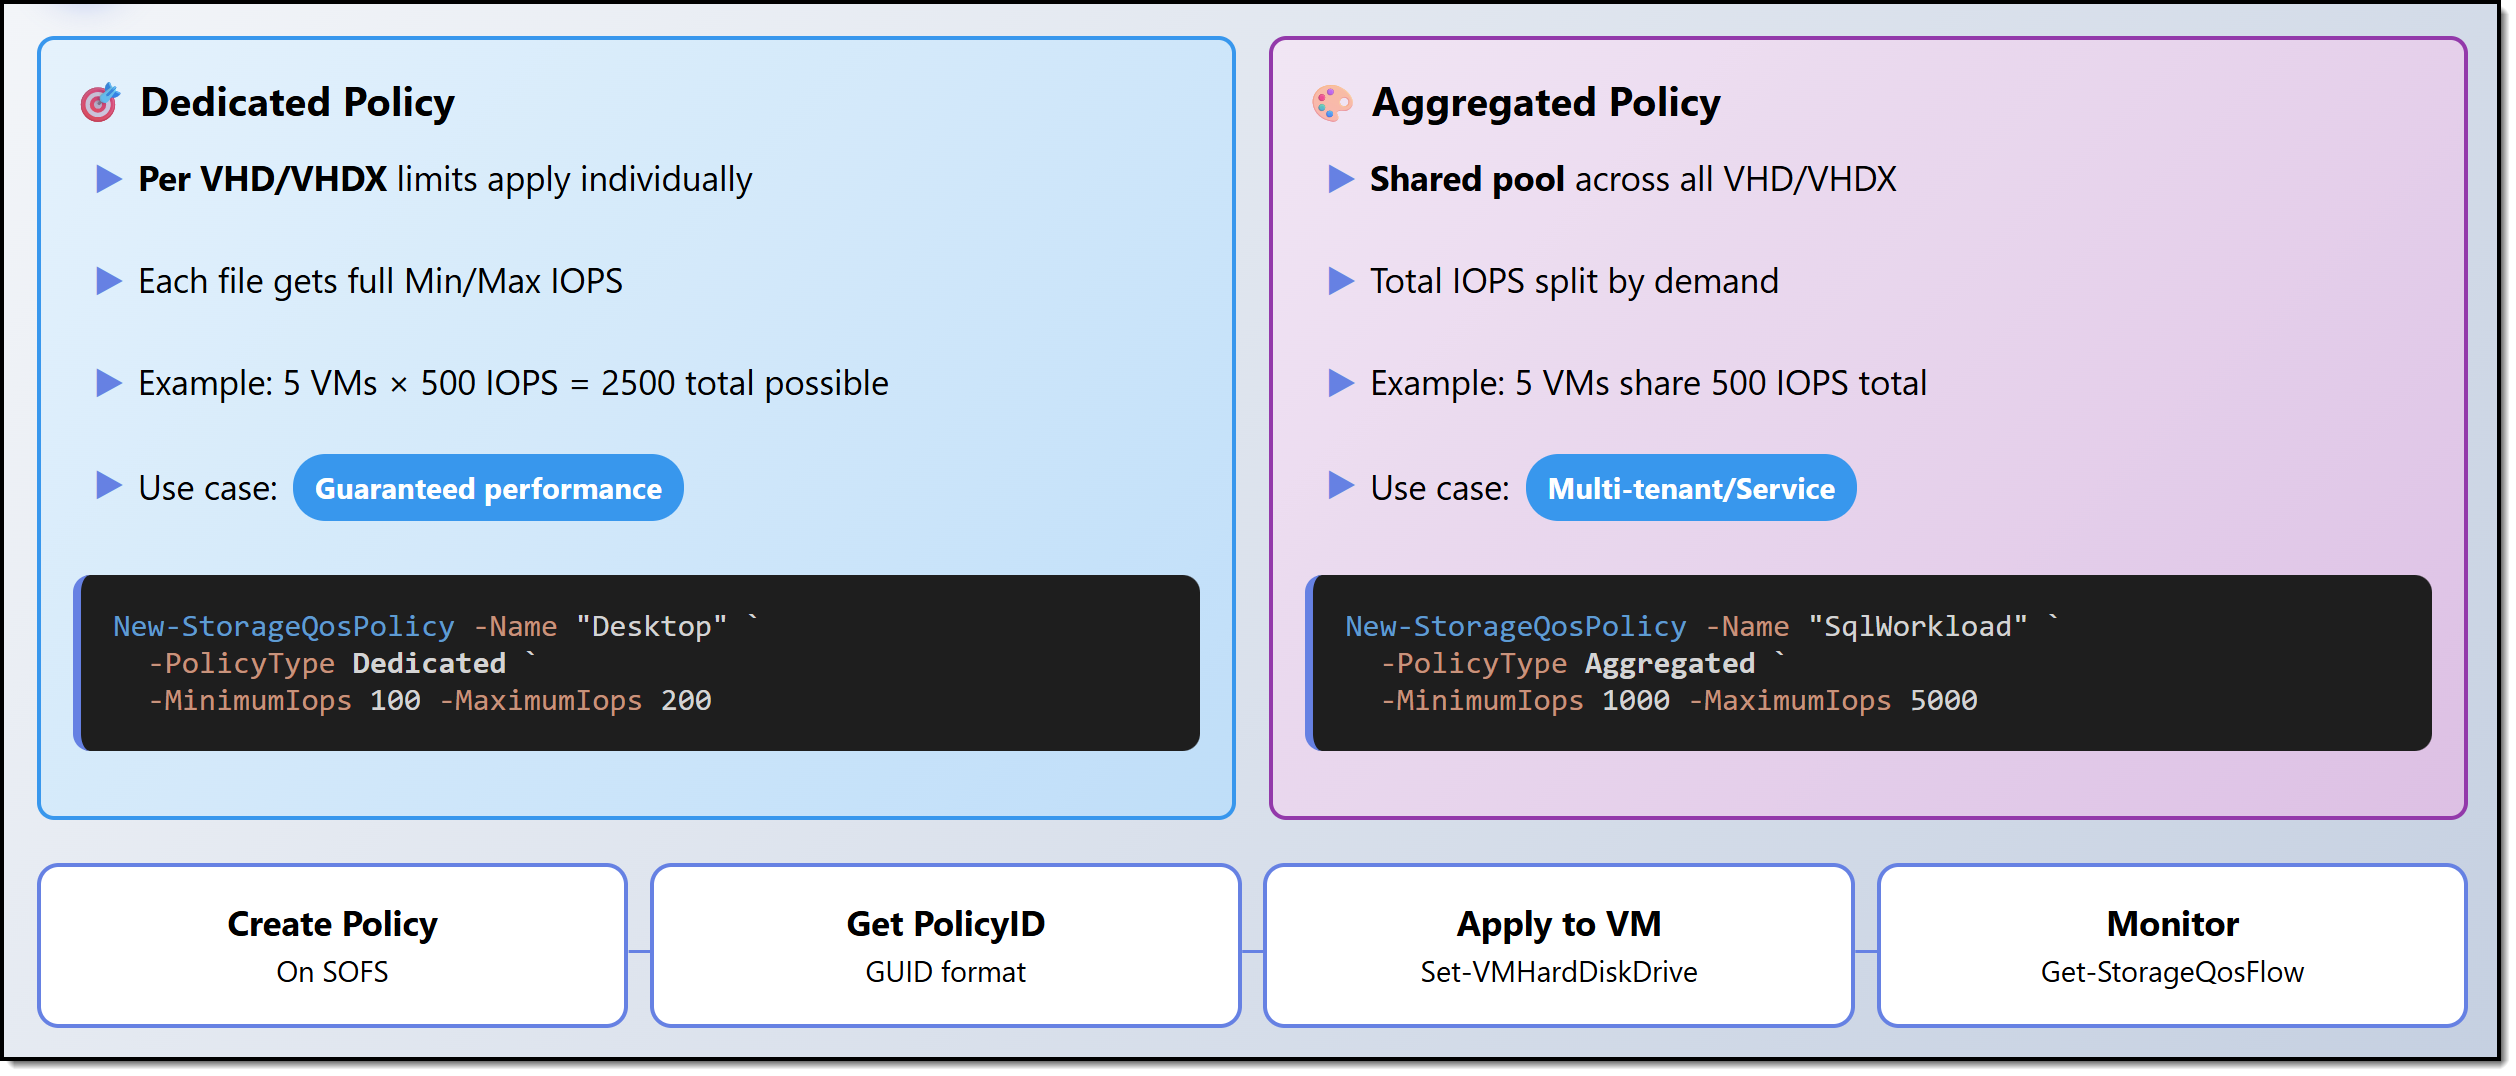 Dedicated Policy
Per VHD/VHDX limits apply individually
Each file gets full Min/Max IOPS
Example: 5 VMs × 500 IOPS = 2500 total possible
Use case: Guaranteed performance
New-StorageQosPolicy -Name "Desktop" `
-PolicyType Dedicated `
-MinimumIops 100 -MaximumIops 200
Aggregated Policy
Shared pool across all VHD/VHDX
Total IOPS split by demand
Example: 5 VMs share 500 IOPS total
Use case: Multi-tenant/Service
New-StorageQosPolicy -Name "SqlWorkload" `
-PolicyType Aggregated `
-MinimumIops 1000 -MaximumIops 5000
Create Policy
On SOFS
Get PolicyID
GUID format
Apply to VM
Set-VMHardDiskDrive
Monitor
Get-StorageQosFlow